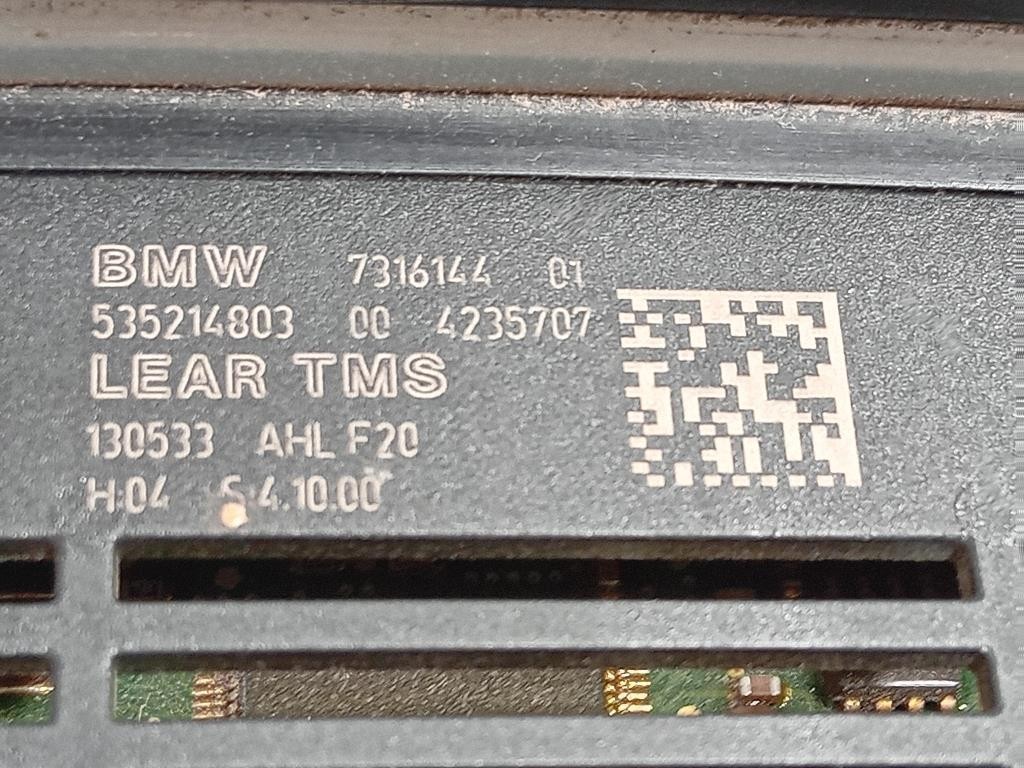 BMW 7316144 01
535214803 00 4235707
LEAR TMS
130533 AHL F20
H:04 S:4.10.00